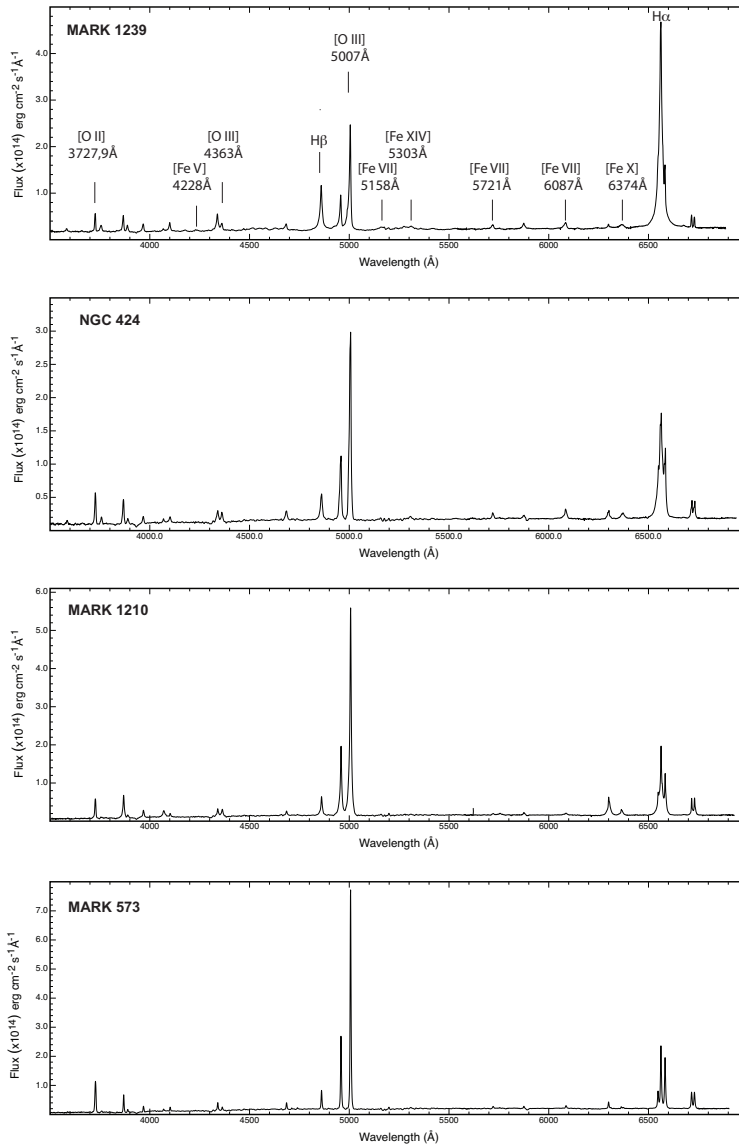 MARK 1239
[O III]
5007Å
Hα
[O II]
3727,9Å
[Fe V]
4228Å
[O III]
4363Å
Hβ
[Fe VII]
5158Å
[Fe XIV]
5303Å
[Fe VII]
5721Å
[Fe VII]
6087Å
[Fe X]
6374Å
Flux (x10¹⁴) erg cm⁻² s⁻¹Å⁻¹
4.0
3.0
2.0
1.0
4000 4500 5000 5500 6000 6500
Wavelength (Å)
NGC 424
Flux (x10¹⁴) erg cm⁻² s⁻¹Å⁻¹
3.0
2.5
2.0
1.5
1.0
0.5
4000.0 4500.0 5000.0 5500.0 6000.0 6500.0
Wavelength (Å)
MARK 1210
Flux (x10¹⁴) erg cm⁻² s⁻¹Å⁻¹
6.0
5.0
4.0
3.0
2.0
1.0
4000 4500 5000 5500 6000 6500
Wavelength (Å)
MARK 573
Flux (x10¹⁴) erg cm⁻² s⁻¹Å⁻¹
7.0
6.0
5.0
4.0
3.0
2.0
1.0
4000 4500 5000 5500 6000 6500
Wavelength (Å)